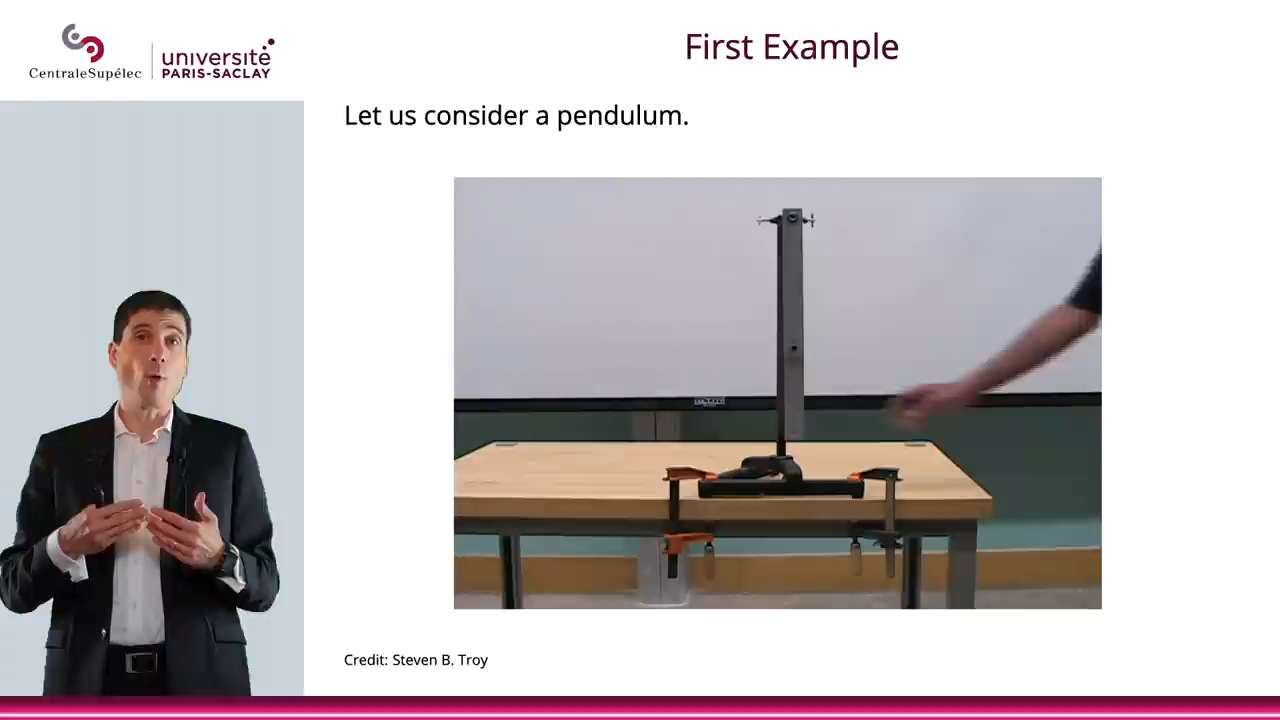 CentraleSupélec
université
PARIS-SACLAY
First Example
Let us consider a pendulum.
Credit: Steven B. Troy